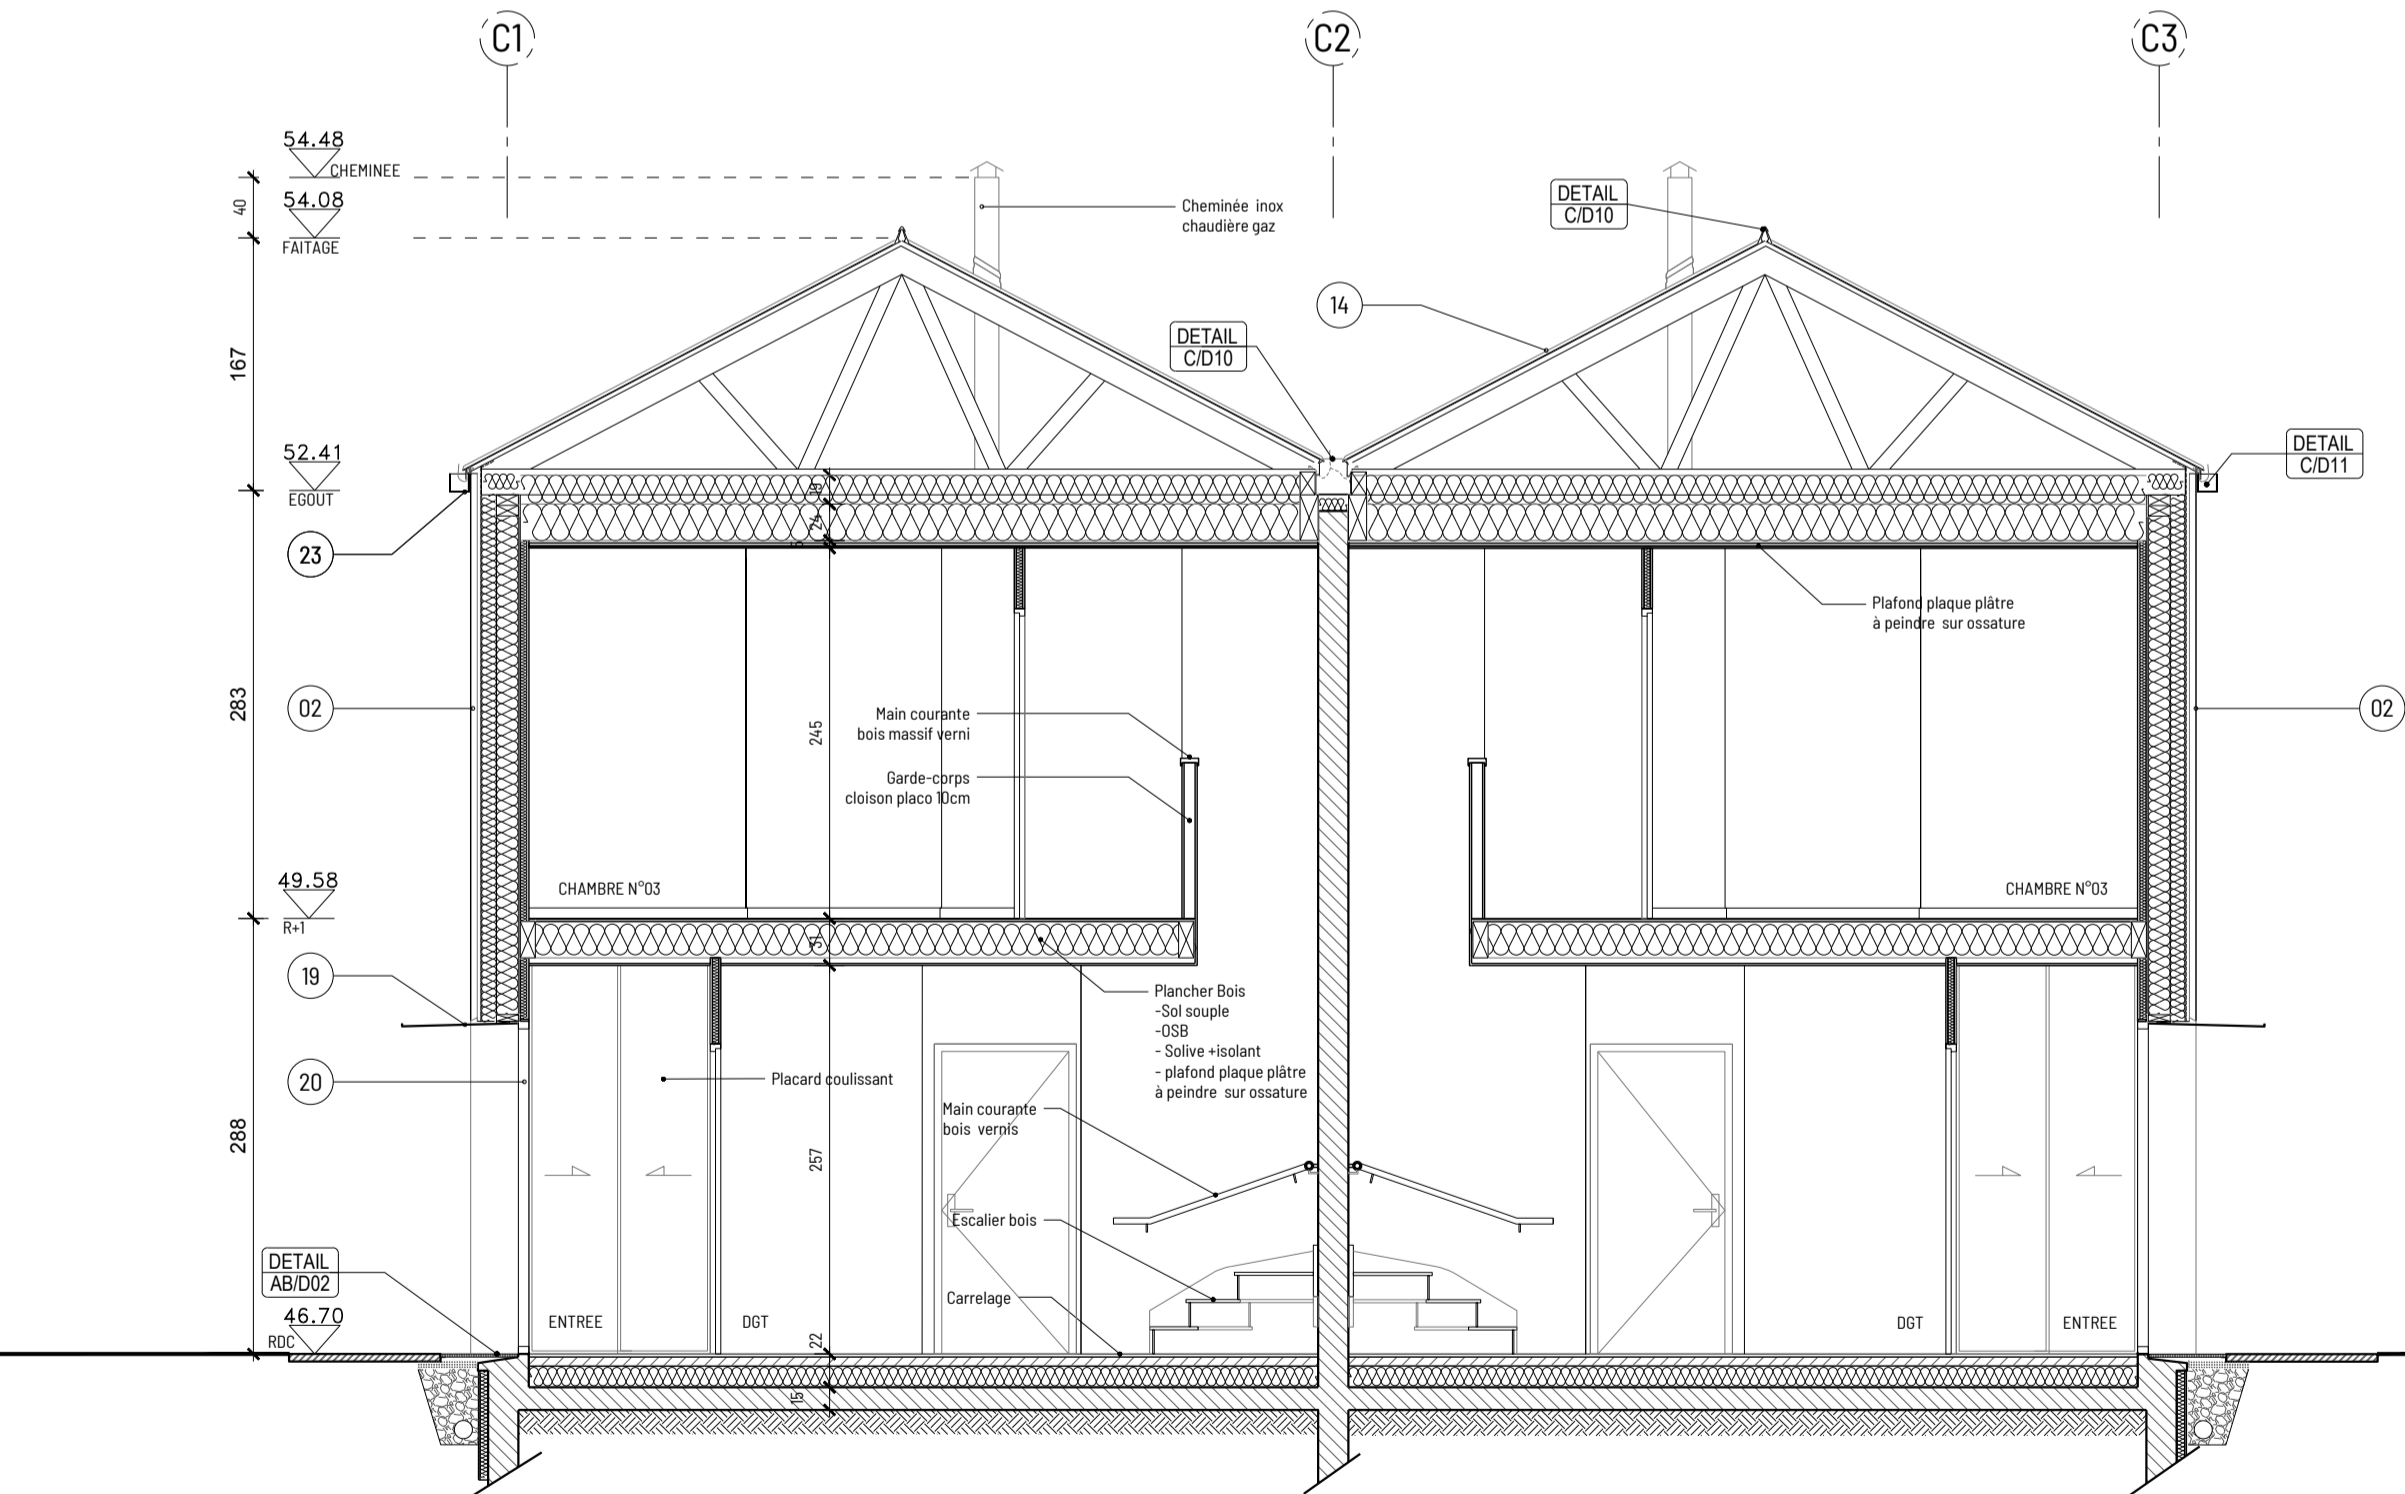 C1
C2
C3
54.48
CHEMINEE
40
54.08
FAITAGE
Cheminée inox
chaudière gaz
DETAIL
C/D10
14
DETAIL
C/D10
167
52.41
EGOUT
DETAIL
C/D11
19
24
5
23
Plafond plaque plâtre
à peindre sur ossature
02
02
283
245
Main courante
bois massif verni
Garde-corps
cloison placo 10cm
49.58
R+1
CHAMBRE N°03
CHAMBRE N°03
31
19
Plancher Bois
-Sol souple
-OSB
- Solive +isolant
- plafond plaque plâtre
à peindre sur ossature
20
Placard coulissant
288
257
Main courante
bois vernis
Escalier bois
DETAIL
AB/D02
Carrelage
46.70
RDC
ENTREE
DGT
DGT
ENTREE
22
15